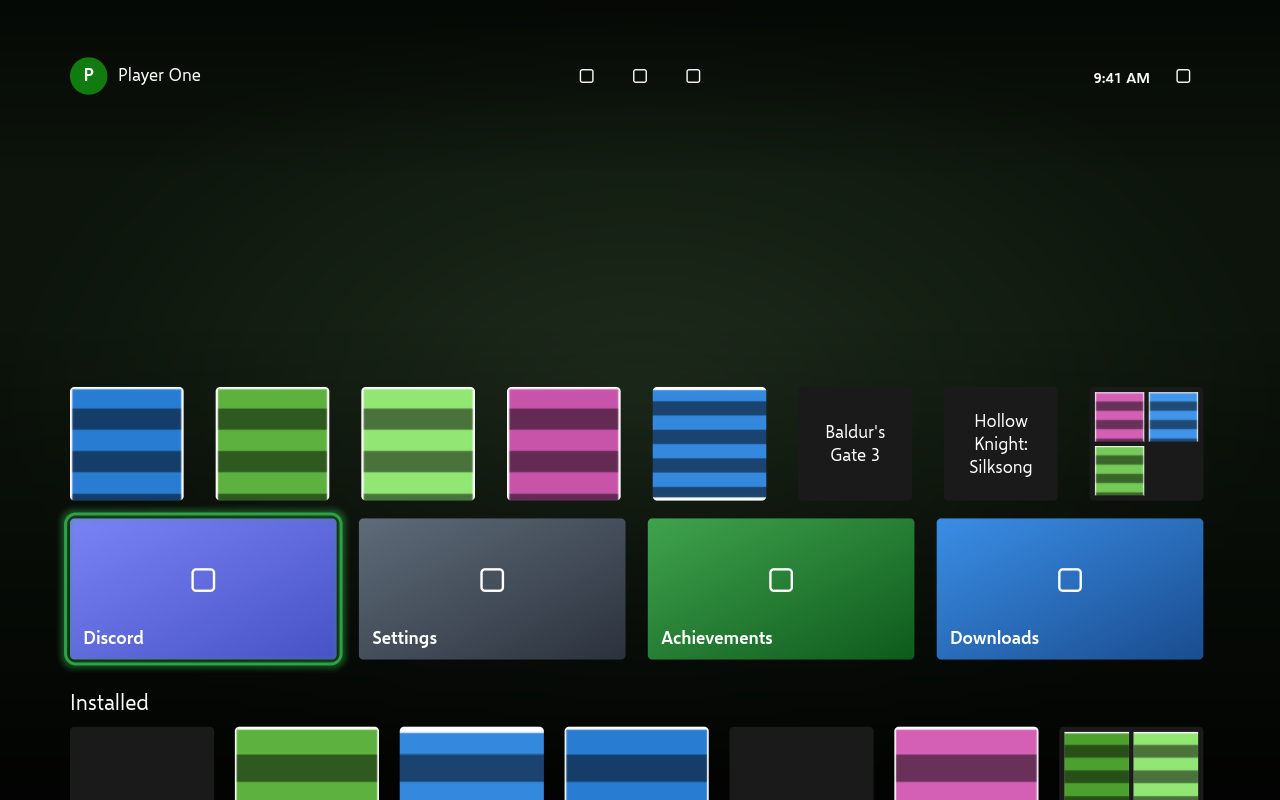 P
Player One
9:41 AM
Baldur's
Gate 3
Hollow
Knight:
Silksong
Discord
Settings
Achievements
Downloads
Installed